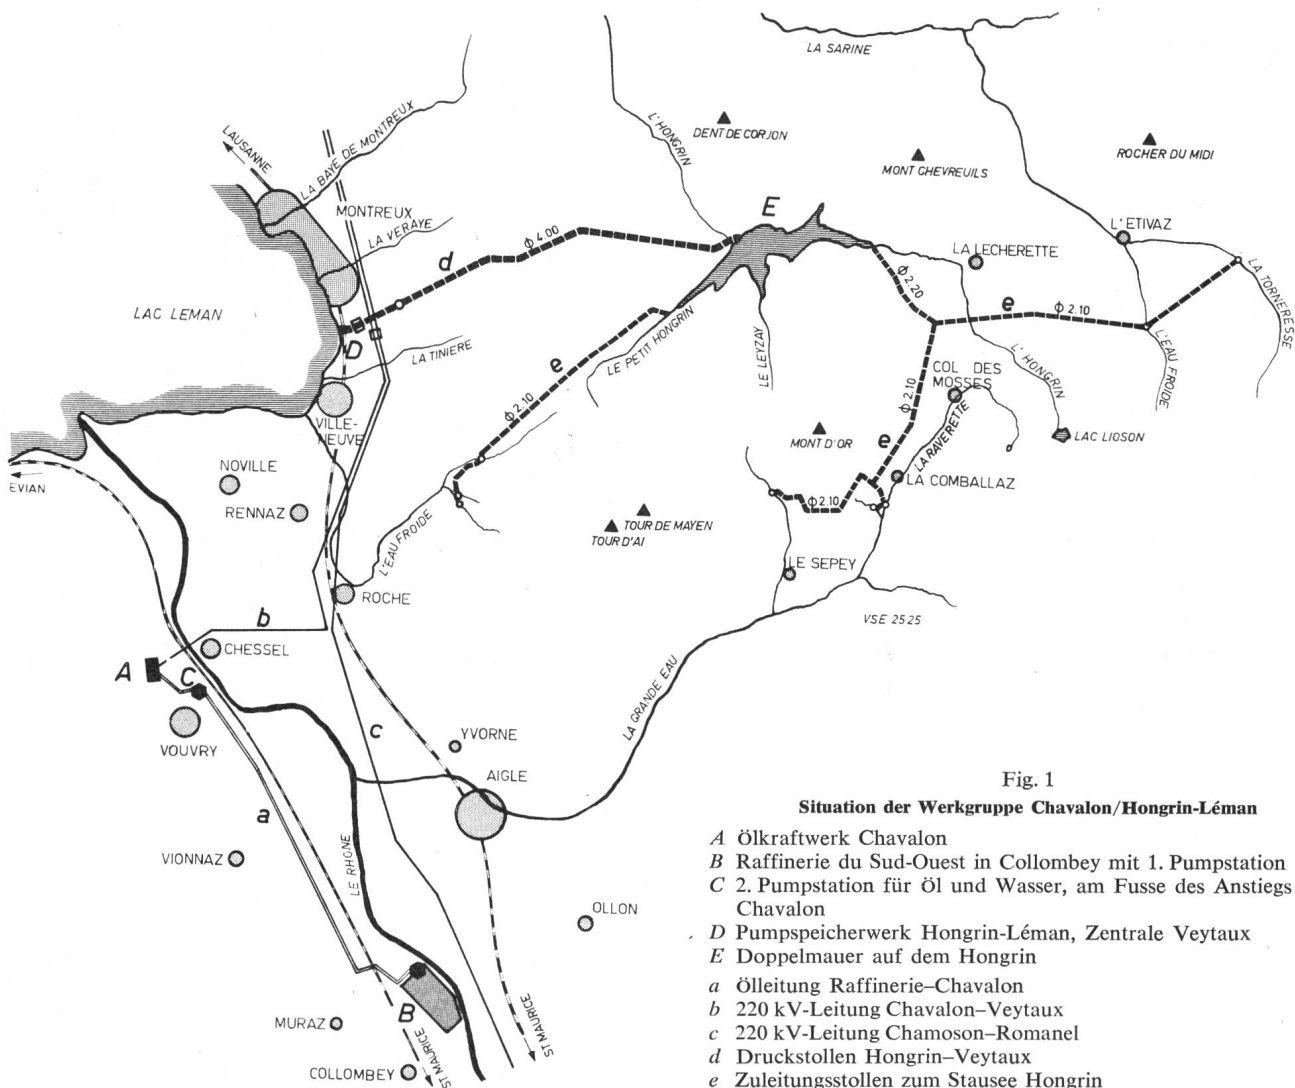 LA SARINE
L'HONGRIN
DENT DE CORJON
MONT CHEVREUILS
ROCHER DU MIDI
LAUSANNE
LA BAYE DE MONTREUX
MONTREUX
LA VERAYE
E
L'ETIVAZ
LA LECHERETTE
LA TORNERESSE
d
Φ 4.00
Φ 2.20
e
Φ 2.10
LAC LEMAN
D
LA TINIERE
LE PETIT HONGRIN
LE LEYZAY
L'HONGRIN
L'EAU FROIDE
e
Φ 2.10
COL DES
MOSSES
Φ 2.10
e
LA RAVERETTE
LAC LIOSON
VILLE-
NEUVE
MONT D'OR
NOVILLE
EVIAN
RENNAZ
LA COMBALLAZ
Φ 2.10
TOUR DE MAYEN
TOUR D'AI
L'EAU FROIDE
LE SEPEY
ROCHE
VSE 2525
b
CHESSEL
A
C
LA GRANDE EAU
VOUVRY
c
YVORNE
AIGLE
a
LE RHONE
VIONNAZ
OLLON
B
MURAZ
ST MAURICE
ST MAURICE
COLLOMBEY
Fig. 1
Situation der Werkgruppe Chavalon/Hongrin-Léman
A Ölkraftwerk Chavalon
B Raffinerie du Sud-Ouest in Collombey mit 1. Pumpstation
C 2. Pumpstation für Öl und Wasser, am Fusse des Anstiegs
Chavalon
D Pumpspeicherwerk Hongrin-Léman, Zentrale Veytaux
E Doppelmauer auf dem Hongrin
a Ölleitung Raffinerie–Chavalon
b 220 kV-Leitung Chavalon–Veytaux
c 220 kV-Leitung Chamoson–Romanel
d Druckstollen Hongrin–Veytaux
e Zuleitungsstollen zum Stausee Hongrin